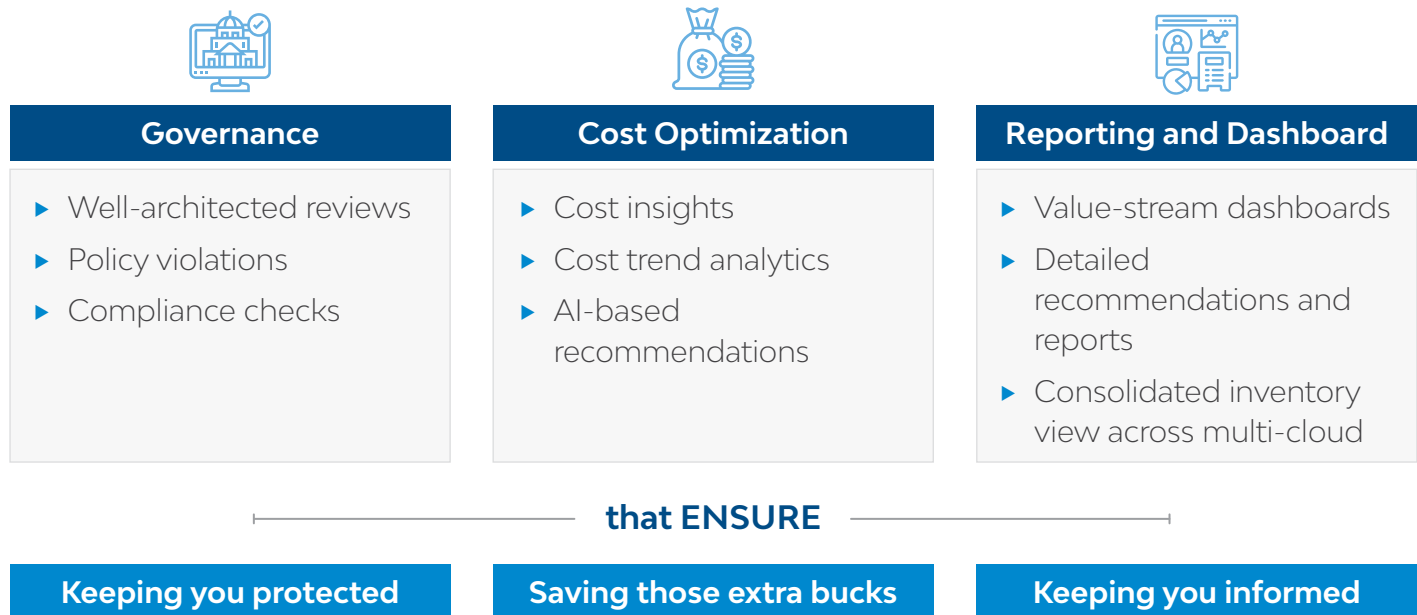 Governance
Well-architected reviews
Policy violations
Compliance checks
Cost Optimization
Cost insights
Cost trend analytics
AI-based
recommendations
Reporting and Dashboard
Value-stream dashboards
Detailed
recommendations and
reports
Consolidated inventory
view across multi-cloud
that ENSURE
Keeping you protected
Saving those extra bucks
Keeping you informed